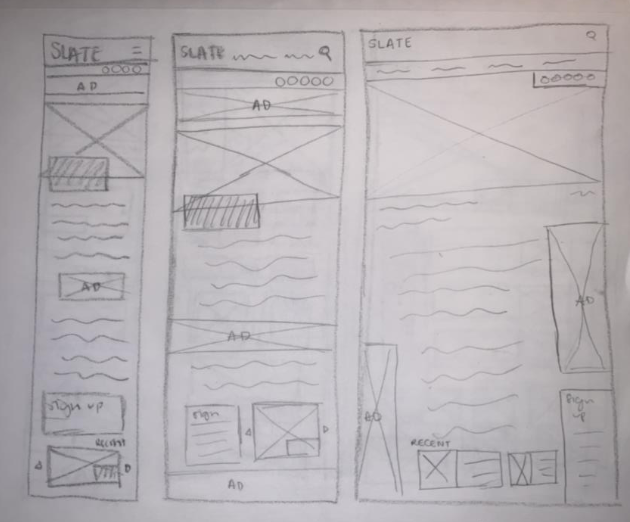 SLATE
AD
AD
Sign up
RECENT
SLATE
AD
AD
Sign
AD
SLATE
AD
AD
RECENT
Sign
up